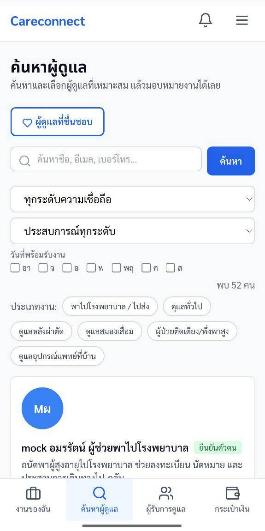 Careconnect
ค้นหาผู้ดูแล
ค้นหาและเลือกผู้ดูแลที่เหมาะสม แล้วมอบหมายงานได้เลย
ผู้ดูแลที่ชื่นชอบ
ค้นหาชื่อ, อีเมล, เบอร์โทร...
ค้นหา
ทุกระดับความเชื่อถือ
ประสบการณ์ทุกระดับ
วันที่พร้อมรับงาน
อา จ อ พ พฤ ศ ส
พบ 52 คน
ประเภทงาน: พาไปโรงพยาบาล / ไปส่ง ดูแลทั่วไป
ดูแลหลังผ่าตัด ดูแลสมองเสื่อม ผู้ป่วยติดเตียง/พึ่งพาสูง
ดูแลอุปกรณ์แพทย์ที่บ้าน
Mผ
mock อมรรัตน์ ผู้ช่วยพาไปโรงพยาบาล ยืนยันตัวตน
ถนัดพาผู้สูงอายุไปโรงพยาบาล ช่วยลงทะเบียน นัดหมาย และ
งานของฉัน ค้นหาผู้ดูแล ผู้รับการดูแล กระเป๋าเงิน